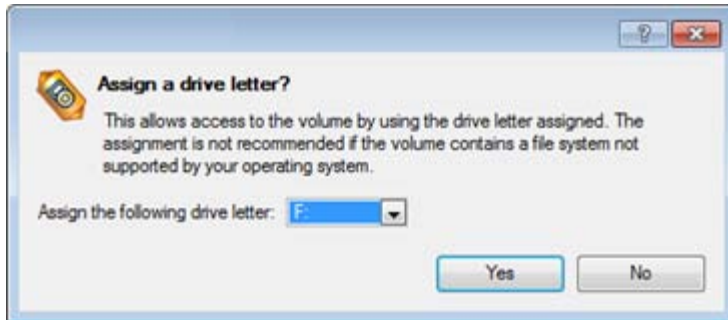 Assign a drive letter?
This allows access to the volume by using the drive letter assigned. The
assignment is not recommended if the volume contains a file system not
supported by your operating system.
Assign the following drive letter: F:
Yes No